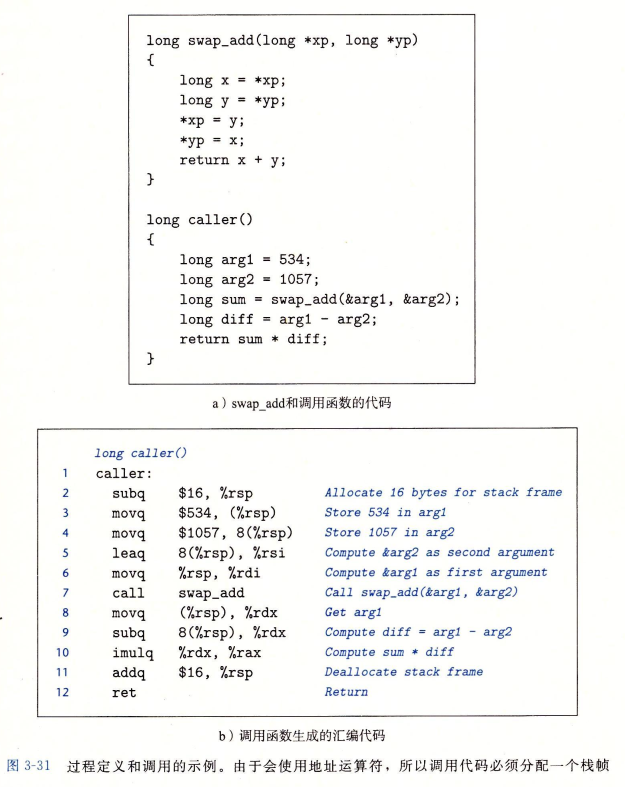 long swap_add(long *xp, long *yp)
{
    long x = *xp;
    long y = *yp;
    *xp = y;
    *yp = x;
    return x + y;
}
long caller()
{
    long arg1 = 534;
    long arg2 = 1057;
    long sum = swap_add(&arg1, &arg2);
    long diff = arg1 - arg2;
    return sum * diff;
}
a）swap_add和调用函数的代码
long caller()
1 caller:
2 subq $16, %rsp Allocate 16 bytes for stack frame
3 movq $534, (%rsp) Store 534 in arg1
4 movq $1057, 8(%rsp) Store 1057 in arg2
5 leaq 8(%rsp), %rsi Compute &arg2 as second argument
6 movq %rsp, %rdi Compute &arg1 as first argument
7 call swap_add Call swap_add(&arg1, &arg2)
8 movq (%rsp), %rdx Get arg1
9 subq 8(%rsp), %rdx Compute diff = arg1 - arg2
10 imulq %rdx, %rax Compute sum * diff
11 addq $16, %rsp Deallocate stack frame
12 ret Return
b）调用函数生成的汇编代码
图 3-31 过程定义和调用的示例。由于会使用地址运算符，所以调用代码必须分配一个栈帧